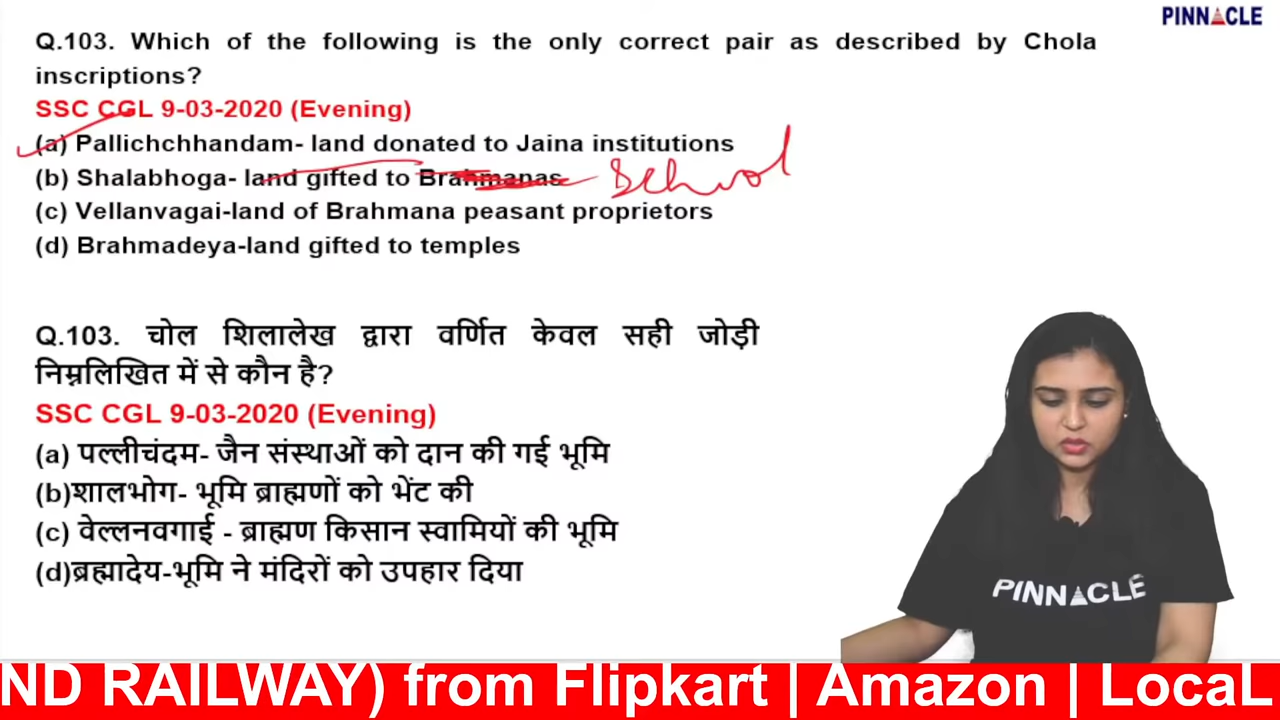 PINNACLE
Q.103. Which of the following is the only correct pair as described by Chola
inscriptions?
SSC CGL 9-03-2020 (Evening)
(a) Pallichchhandam- land donated to Jaina institutions
(b) Shalabhoga- land gifted to Brahmanas School
(c) Vellanvagai-land of Brahmana peasant proprietors
(d) Brahmadeya-land gifted to temples
Q.103. चोल शिलालेख द्वारा वर्णित केवल सही जोड़ी
निम्नलिखित में से कौन है?
SSC CGL 9-03-2020 (Evening)
(a) पल्लीचंदम- जैन संस्थाओं को दान की गई भूमि
(b)शालभोग- भूमि ब्राह्मणों को भेंट की
(c) वेल्लनवगाई - ब्राह्मण किसान स्वामियों की भूमि
(d)ब्रह्मादेय-भूमि ने मंदिरों को उपहार दिया
PINNACLE
ND RAILWAY) from Flipkart | Amazon | LocaL